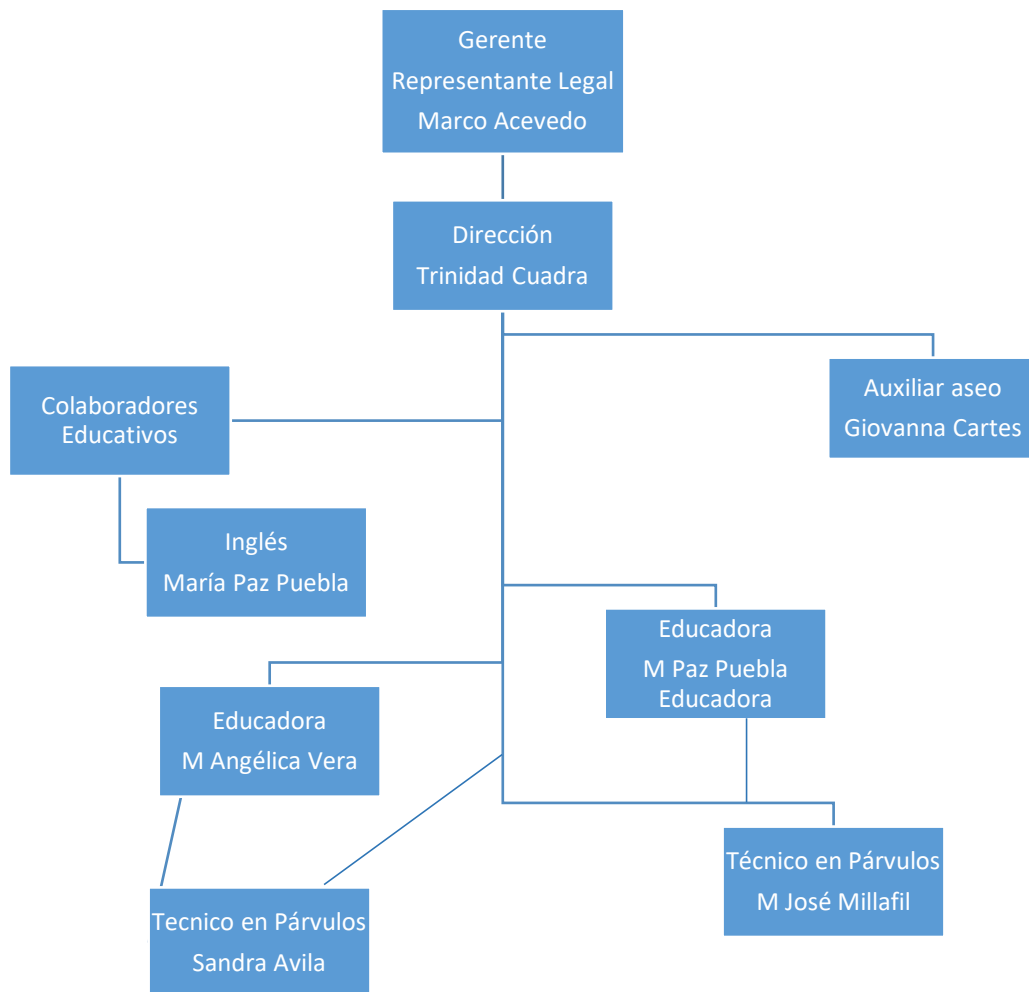 Gerente
Representante Legal
Marco Acevedo
Dirección
Trinidad Cuadra
Auxiliar aseo
Giovanna Cartes
Colaboradores
Educativos
Inglés
María Paz Puebla
Educadora
M Paz Puebla
Educadora
Educadora
M Angélica Vera
Técnico en Párvulos
M José Millafil
Tecnico en Párvulos
Sandra Avila